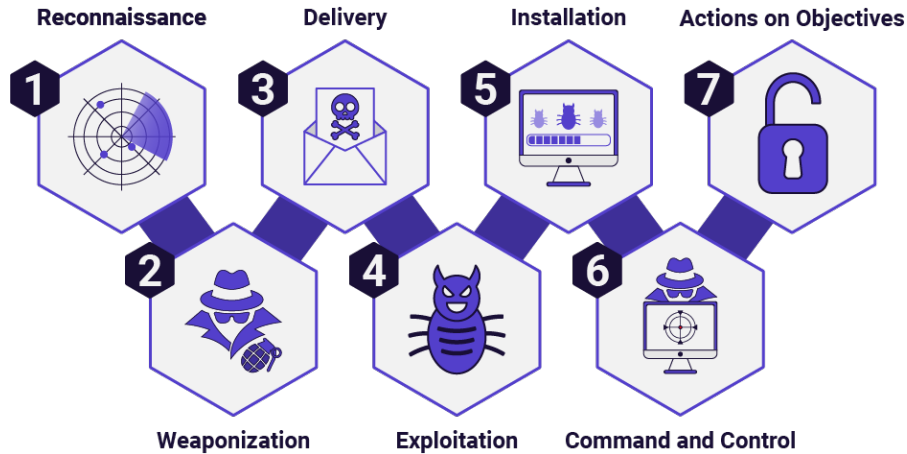 Reconnaissance
1
2
Weaponization
Delivery
3
4
Exploitation
Installation
5
6
Command and Control
Actions on Objectives
7